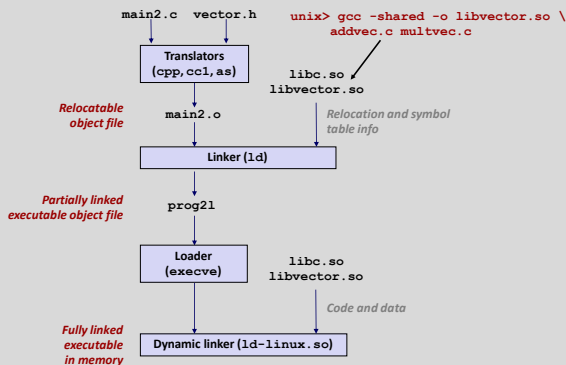 main2.c vector.h
unix> gcc -shared -o libvector.so \
addvec.c multvec.c
Translators
(cpp, cc1, as)
libc.so
libvector.so
Relocatable
object file
main2.o
Relocation and symbol
table info
Linker (ld)
Partially linked
executable object file
prog2l
Loader
(execve)
libc.so
libvector.so
Code and data
Fully linked
executable
in memory
Dynamic linker (ld-linux.so)